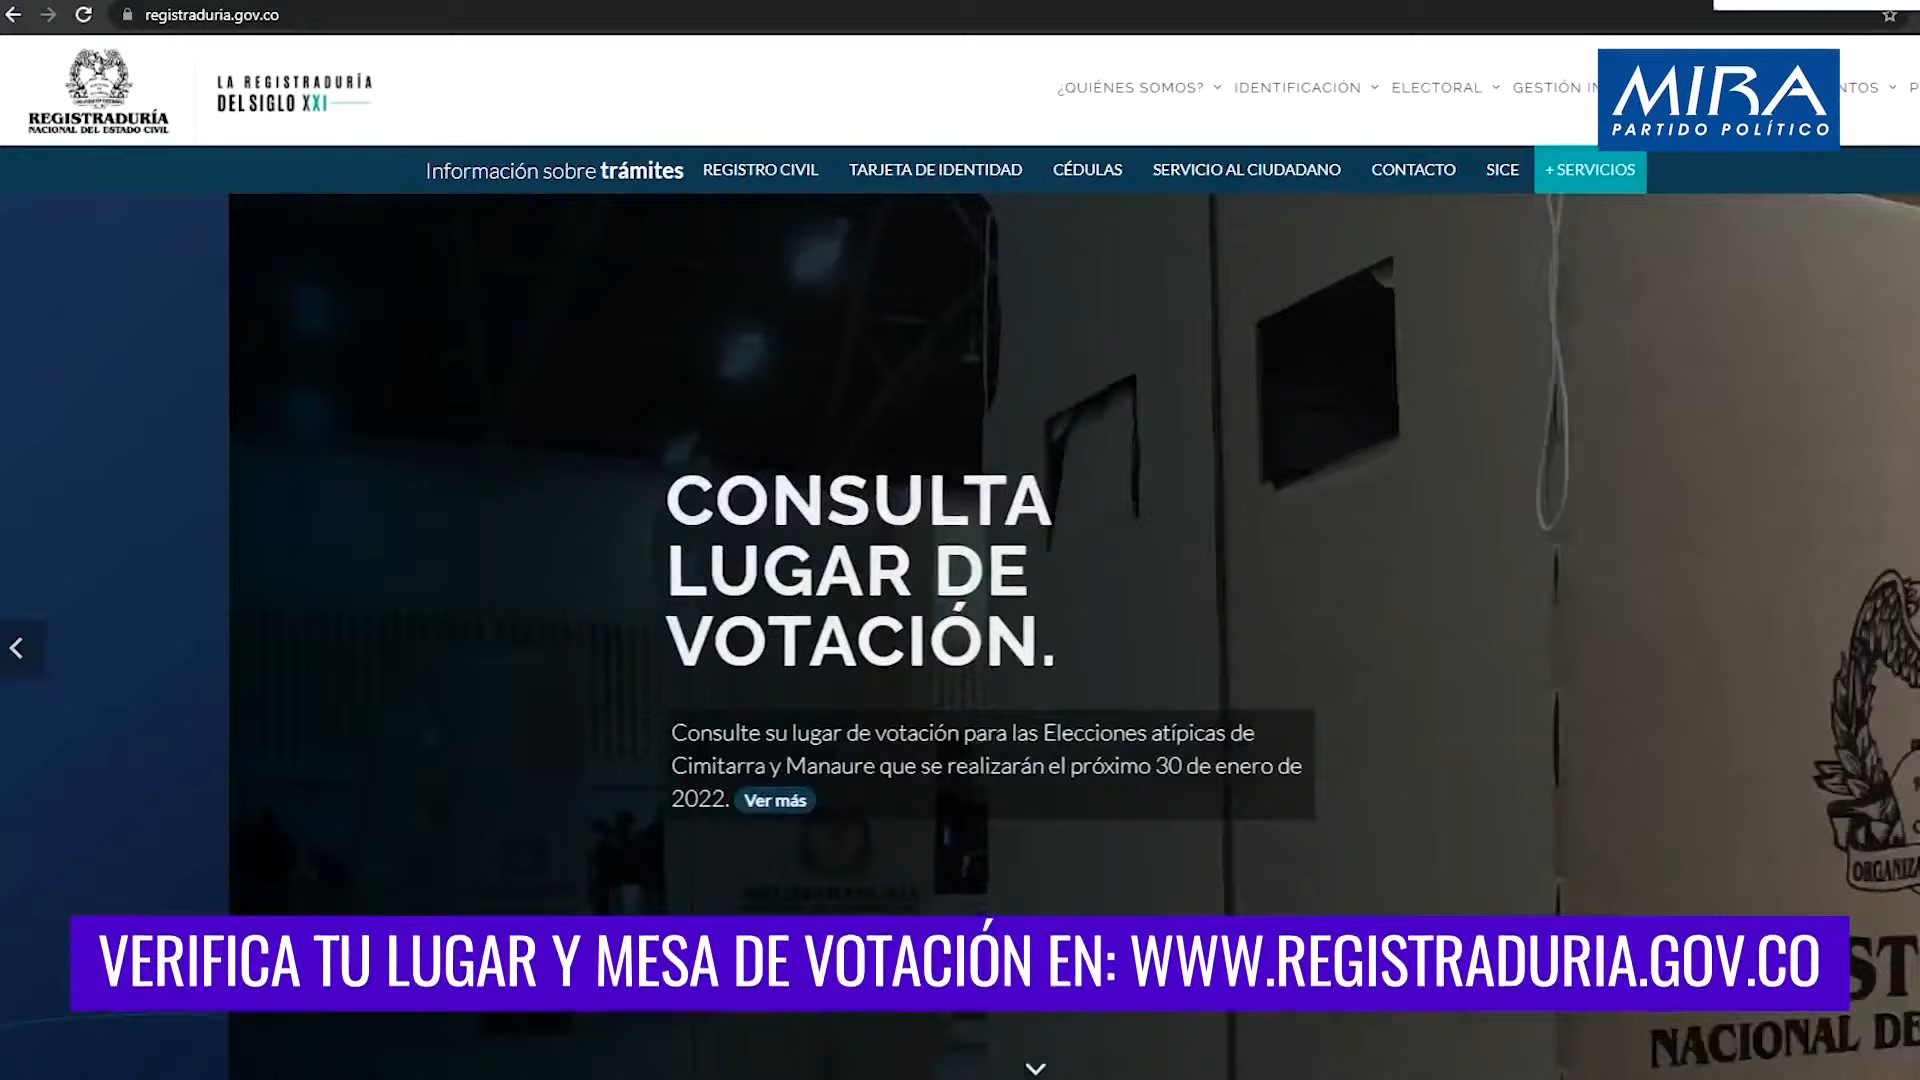 registraduria.gov.co
REGISTRADURÍA
NACIONAL DEL ESTADO CIVIL
LA REGISTRADURÍA
DEL SIGLO XXI
¿QUIÉNES SOMOS?
IDENTIFICACIÓN
ELECTORAL
GESTIÓN IN
NTOS
P
MIRA
PARTIDO POLÍTICO
Información sobre trámites
REGISTRO CIVIL
TARJETA DE IDENTIDAD
CÉDULAS
SERVICIO AL CIUDADANO
CONTACTO
SICE
+ SERVICIOS
CONSULTA
LUGAR DE
VOTACIÓN.
Consulte su lugar de votación para las Elecciones atípicas de
Cimitarra y Manaure que se realizarán el próximo 30 de enero de
2022. Ver más
ORGANIZA
VERIFICA TU LUGAR Y MESA DE VOTACIÓN EN: WWW.REGISTRADURIA.GOV.CO
ST
NACIONAL DE